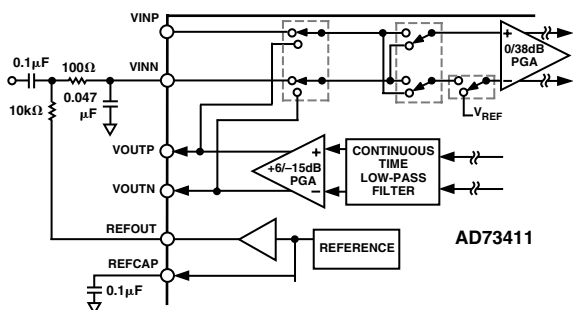 VINP
0.1µF
100Ω
VINN
10kΩ
0.047
µF
+
–
0/38dB
PGA
VREF
VOUTP
VOUTN
+
–
+6/–15dB
PGA
CONTINUOUS
TIME
LOW-PASS
FILTER
REFOUT
REFERENCE
AD73411
REFCAP
0.1µF